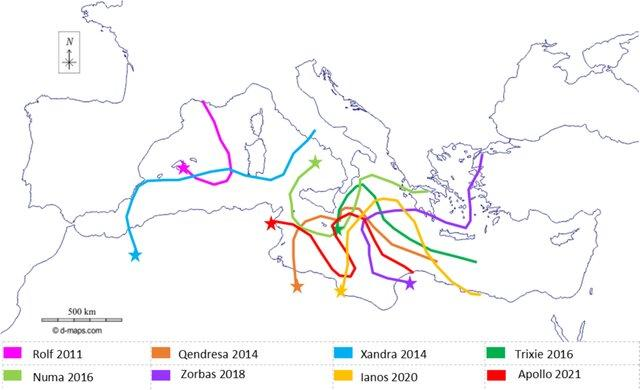 N
500 km
© d-maps.com
Rolf 2011
Qendresa 2014
Xandra 2014
Trixie 2016
Numa 2016
Zorbas 2018
Ianos 2020
Apollo 2021